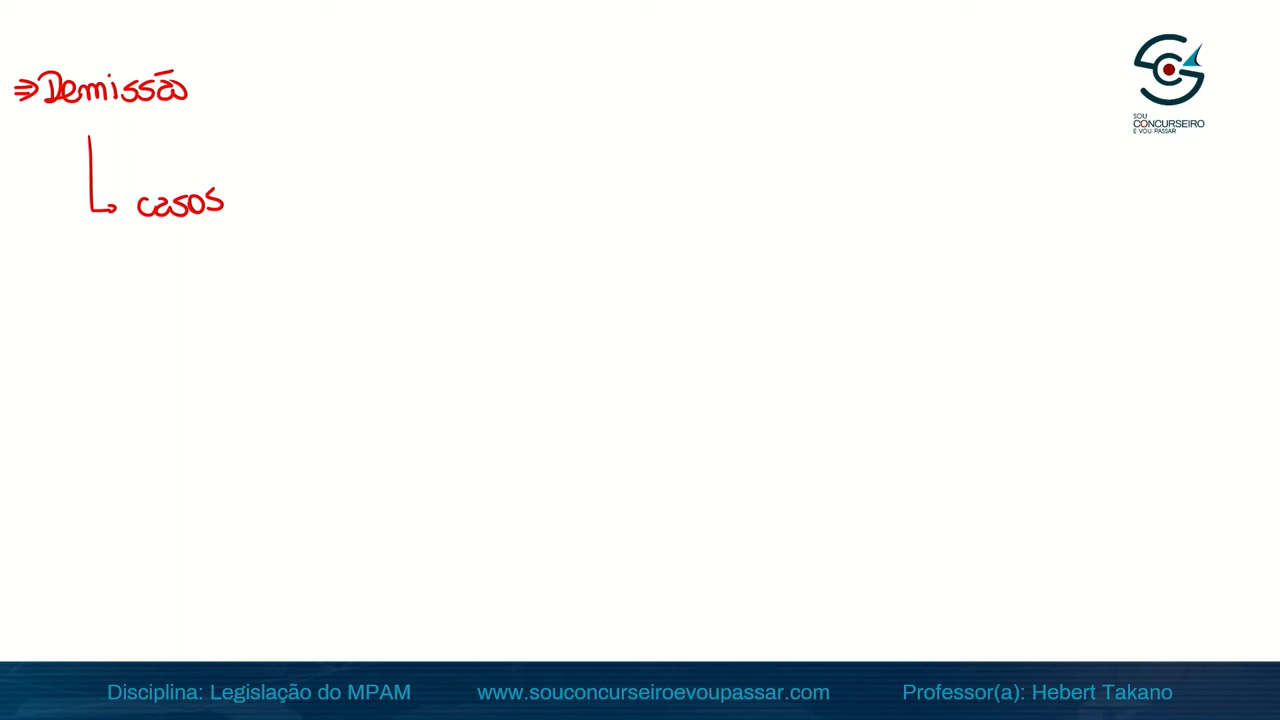 ⇒ Demissão
↳ casos
SOU
CONCURSEIRO
E VOU PASSAR
Disciplina: Legislação do MPAM
www.souconcurseiroevoupassar.com
Professor(a): Hebert Takano